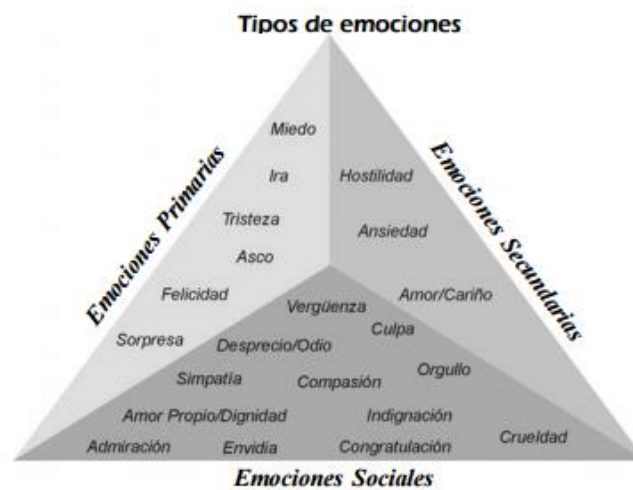 Tipos de emociones
Emociones Primarias
Miedo
Ira
Tristeza
Asco
Felicidad
Sorpresa
Emociones Secundarias
Hostilidad
Ansiedad
Amor/Cariño
Vergüenza
Culpa
Desprecio/Odio
Orgullo
Simpatía
Compasión
Amor Propio/Dignidad
Indignación
Crueldad
Admiración
Envidia
Congratulación
Emociones Sociales